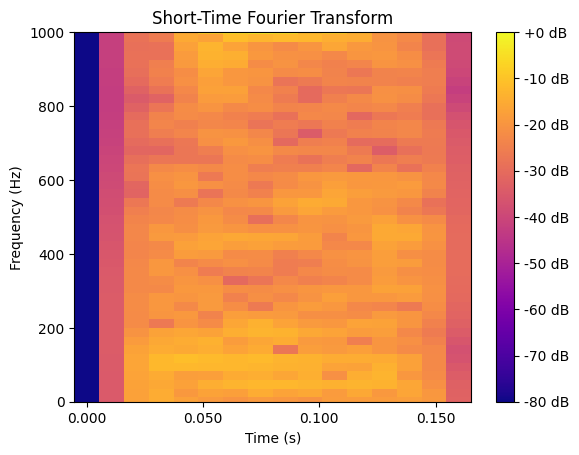 Short-Time Fourier Transform
Frequency (Hz)
1000
800
600
400
200
0
0.000 0.050 0.100 0.150
Time (s)
+0 dB
-10 dB
-20 dB
-30 dB
-40 dB
-50 dB
-60 dB
-70 dB
-80 dB